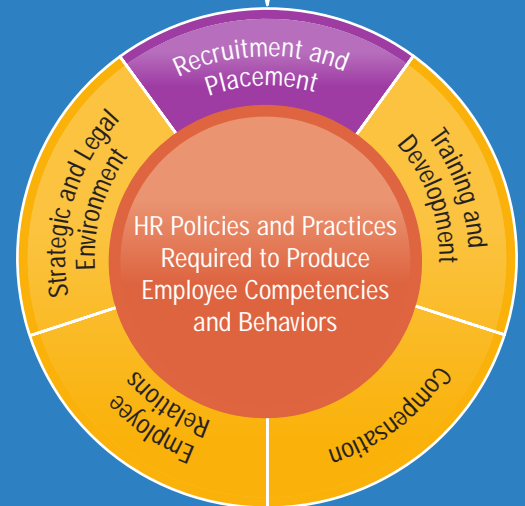 Recruitment and
Placement
Training and
Development
Compensation
Employee
Relations
Strategic and Legal
Environment
HR Policies and Practices
Required to Produce
Employee Competencies
and Behaviors